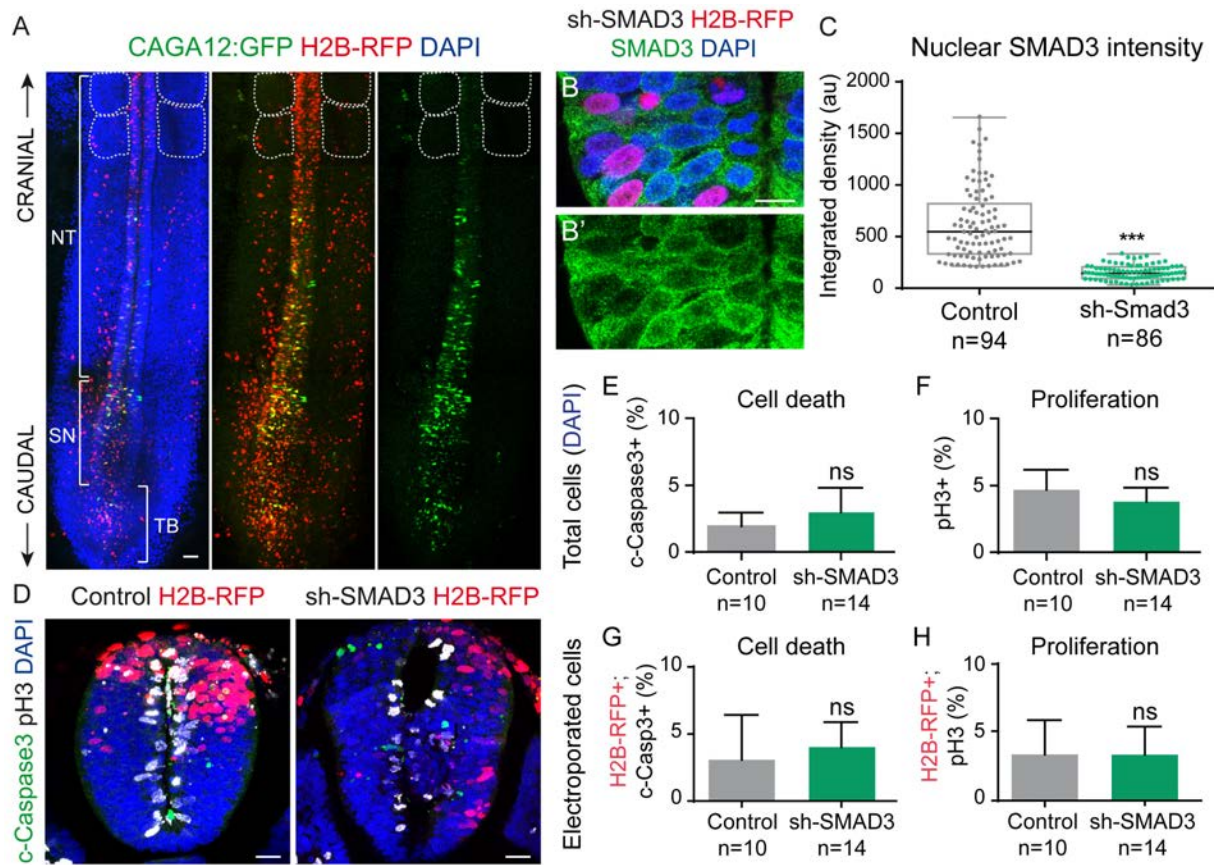 A
CAGA12:GFP H2B-RFP DAPI
CRANIAL
CAUDAL
NT
SN
TB
sh-SMAD3 H2B-RFP
SMAD3 DAPI
B
B'
C
Nuclear SMAD3 intensity
Integrated density (au)
2000
1500
1000
500
0
***
Control
n=94
sh-Smad3
n=86
D
Control H2B-RFP
sh-SMAD3 H2B-RFP
c-Caspase3 pH3 DAPI
Total cells (DAPI)
E
Cell death
c-Caspase3+ (%)
10
5
0
ns
Control
n=10
sh-SMAD3
n=14
F
Proliferation
pH3+ (%)
10
5
0
ns
Control
n=10
sh-SMAD3
n=14
Electroporated cells
G
Cell death
H2B-RFP+;
c-Casp3+ (%)
10
5
0
ns
Control
n=10
sh-SMAD3
n=14
H
Proliferation
H2B-RFP+;
pH3 (%)
10
5
0
ns
Control
n=10
sh-SMAD3
n=14